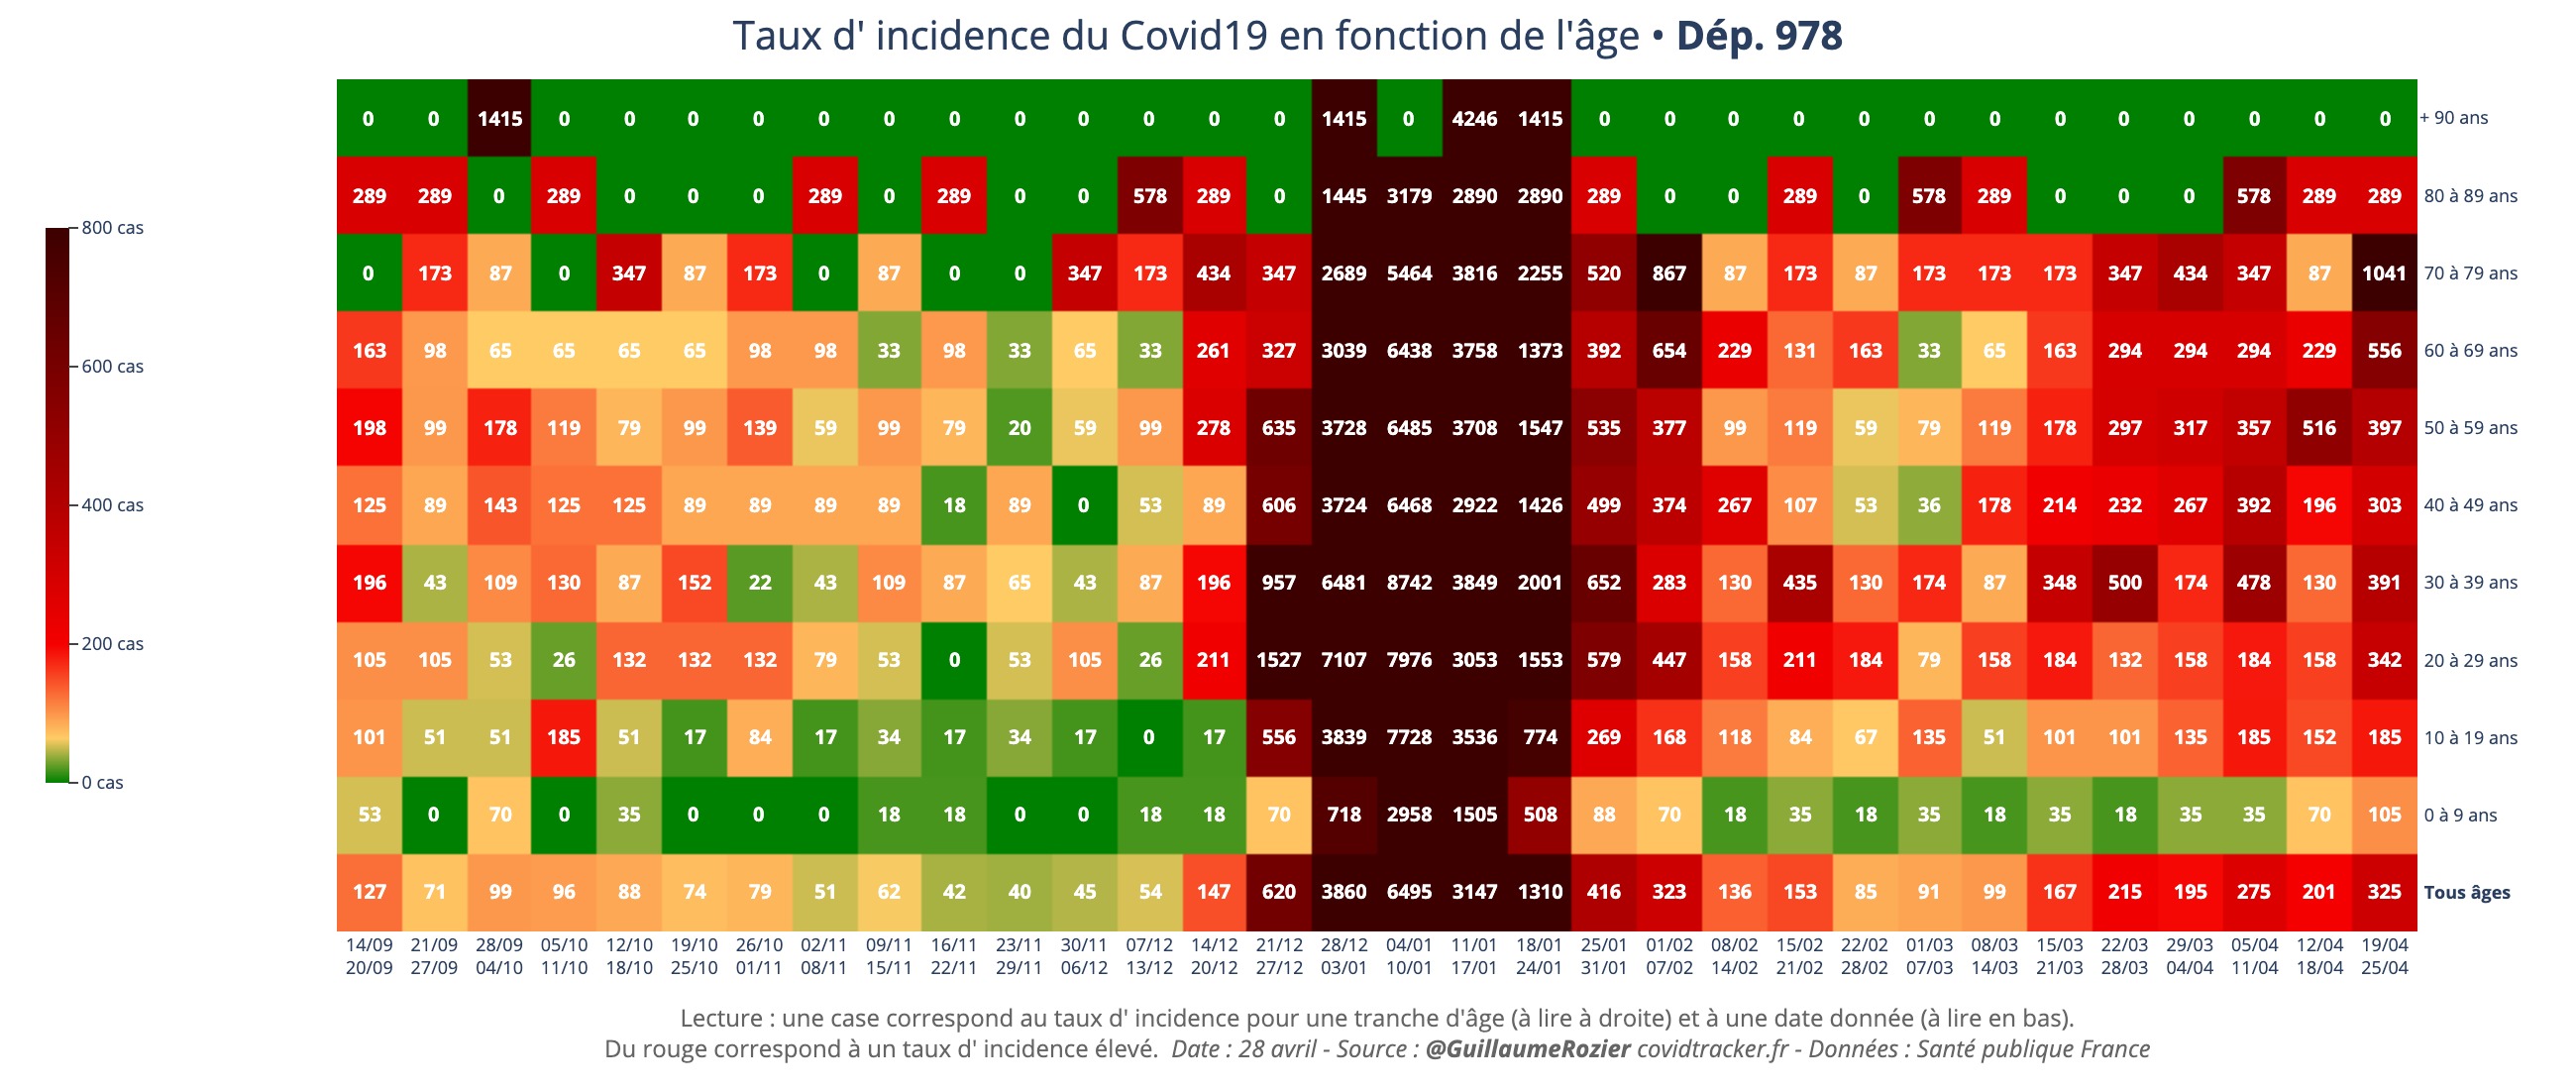 Taux d' incidence du Covid19 en fonction de l'âge • Dép. 978
0 0 1415 0 0 0 0 0 0 0 0 0 0 0 0 1415 0 4246 1415 0 0 0 0 0 0 0 0 0 0 0 0 0 + 90 ans
289 289 0 289 0 0 0 289 0 289 0 0 578 289 0 1445 3179 2890 2890 289 0 0 289 0 578 289 0 0 0 578 289 289 80 à 89 ans
800 cas
0 173 87 0 347 87 173 0 87 0 0 347 173 434 347 2689 5464 3816 2255 520 867 87 173 87 173 173 173 347 434 347 87 1041 70 à 79 ans
163 98 65 65 65 65 98 98 33 98 33 65 33 261 327 3039 6438 3758 1373 392 654 229 131 163 33 65 163 294 294 294 229 556 60 à 69 ans
600 cas
198 99 178 119 79 99 139 59 99 79 20 59 99 278 635 3728 6485 3708 1547 535 377 99 119 59 79 119 178 297 317 357 516 397 50 à 59 ans
400 cas
125 89 143 125 125 89 89 89 89 18 89 0 53 89 606 3724 6468 2922 1426 499 374 267 107 53 36 178 214 232 267 392 196 303 40 à 49 ans
196 43 109 130 87 152 22 43 109 87 65 43 87 196 957 6481 8742 3849 2001 652 283 130 435 130 174 87 348 500 174 478 130 391 30 à 39 ans
200 cas
105 105 53 26 132 132 132 79 53 0 53 105 26 211 1527 7107 7976 3053 1553 579 447 158 211 184 79 158 184 132 158 184 158 342 20 à 29 ans
101 51 51 185 51 17 84 17 34 17 34 17 0 17 556 3839 7728 3536 774 269 168 118 84 67 135 51 101 101 135 185 152 185 10 à 19 ans
0 cas
53 0 70 0 35 0 0 0 18 18 0 0 18 18 70 718 2958 1505 508 88 70 18 35 18 35 18 35 18 35 35 70 105 0 à 9 ans
127 71 99 96 88 74 79 51 62 42 40 45 54 147 620 3860 6495 3147 1310 416 323 136 153 85 91 99 167 215 195 275 201 325 Tous âges
14/09 21/09 28/09 05/10 12/10 19/10 26/10 02/11 09/11 16/11 23/11 30/11 07/12 14/12 21/12 28/12 04/01 11/01 18/01 25/01 01/02 08/02 15/02 22/02 01/03 08/03 15/03 22/03 29/03 05/04 12/04 19/04
20/09 27/09 04/10 11/10 18/10 25/10 01/11 08/11 15/11 22/11 29/11 06/12 13/12 20/12 27/12 03/01 10/01 17/01 24/01 31/01 07/02 14/02 21/02 28/02 07/03 14/03 21/03 28/03 04/04 11/04 18/04 25/04
Lecture : une case correspond au taux d' incidence pour une tranche d'âge (à lire à droite) et à une date donnée (à lire en bas).
Du rouge correspond à un taux d' incidence élevé. Date : 28 avril - Source : @GuillaumeRozier covidtracker.fr - Données : Santé publique France